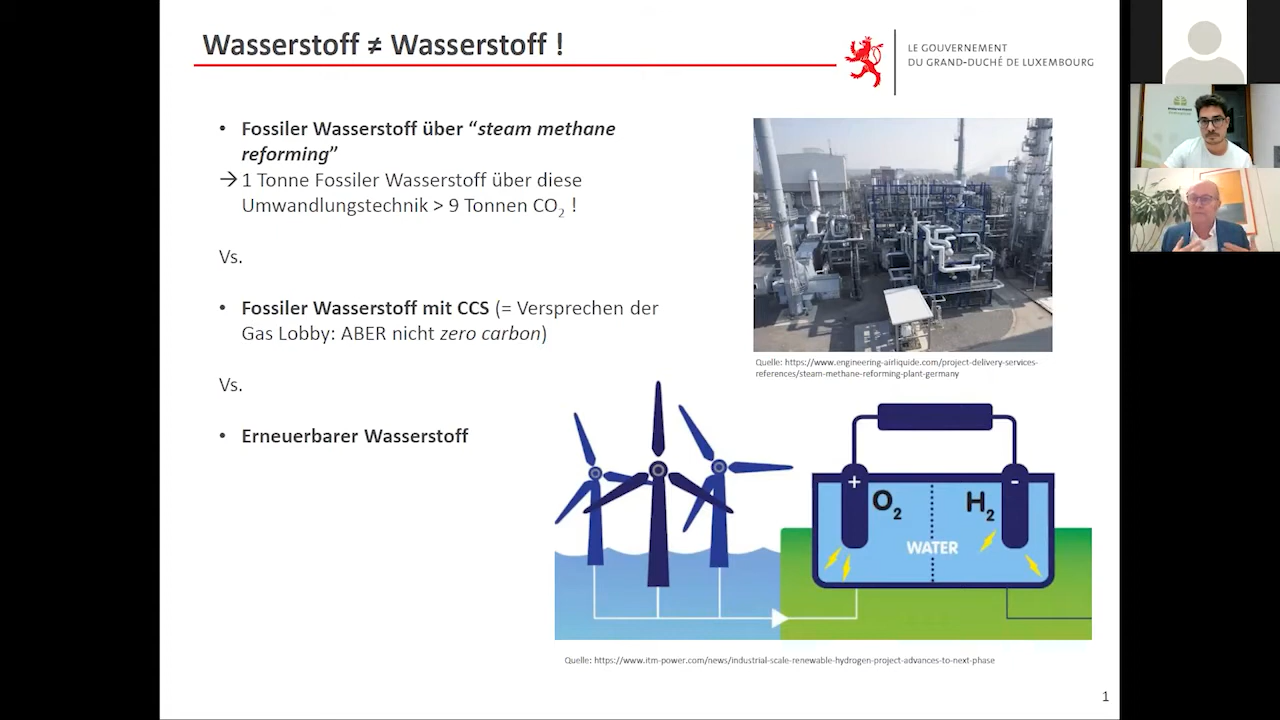 Wasserstoff ≠ Wasserstoff !
LE GOUVERNEMENT
DU GRAND-DUCHÉ DE LUXEMBOURG
• Fossiler Wasserstoff über “steam methane
reforming”
→ 1 Tonne Fossiler Wasserstoff über diese
Umwandlungstechnik > 9 Tonnen CO₂ !
Vs.
• Fossiler Wasserstoff mit CCS (= Versprechen der
Gas Lobby: ABER nicht zero carbon)
Vs.
• Erneuerbarer Wasserstoff
Quelle: https://www.engineering-airliquide.com/project-delivery-services-
references/steam-methane-reforming-plant-germany
+ -
O₂ H₂
WATER
Quelle: https://www.itm-power.com/news/industrial-scale-renewable-hydrogen-project-advances-to-next-phase
1